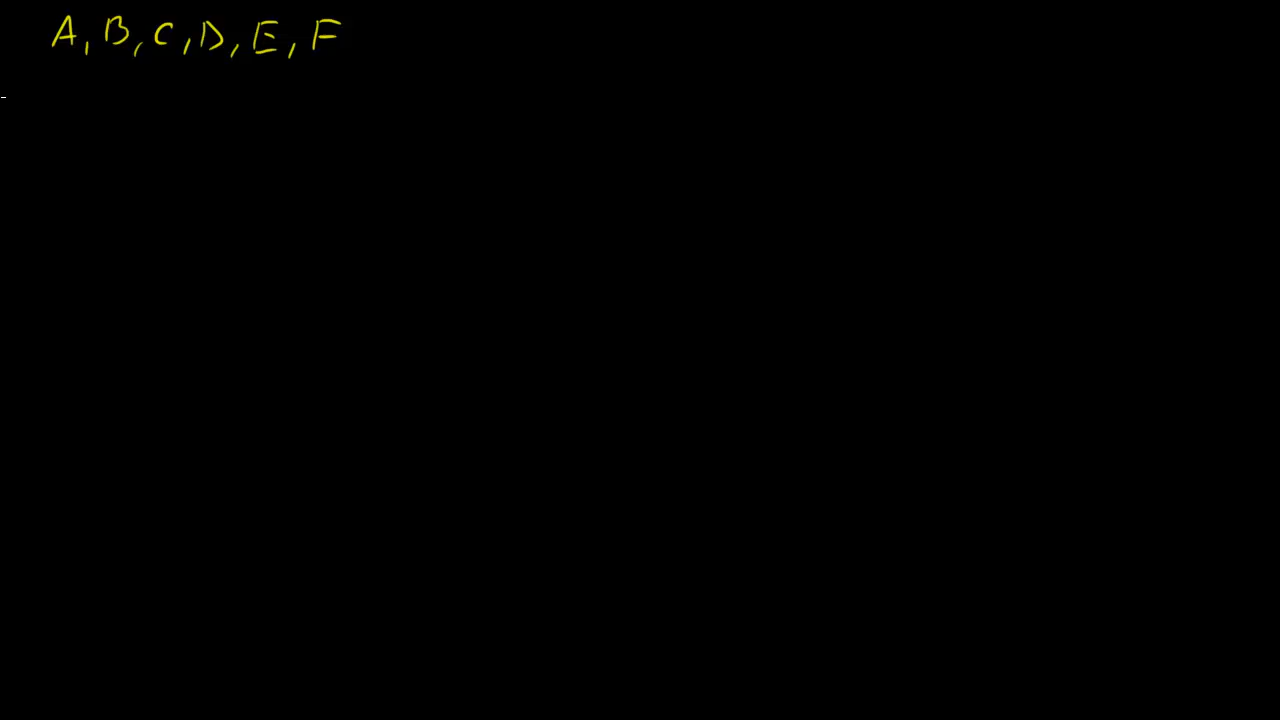 A, B, C, D, E, F